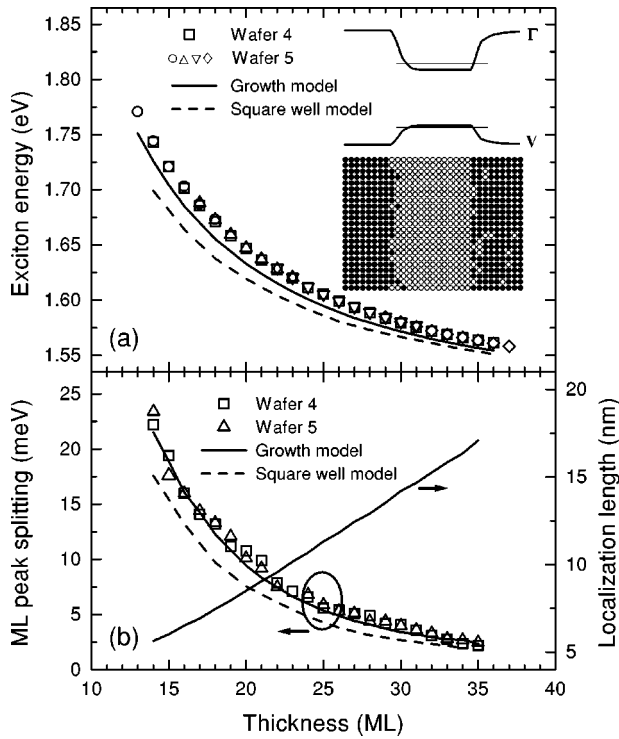 1.85
1.80
1.75
1.70
1.65
1.60
1.55
Exciton energy (eV)
Wafer 4
Wafer 5
Growth model
Square well model
Γ
V
(a)
25
20
15
10
5
0
ML peak splitting (meV)
Wafer 4
Wafer 5
Growth model
Square well model
(b)
20
15
10
5
Localization length (nm)
10 15 20 25 30 35 40
Thickness (ML)